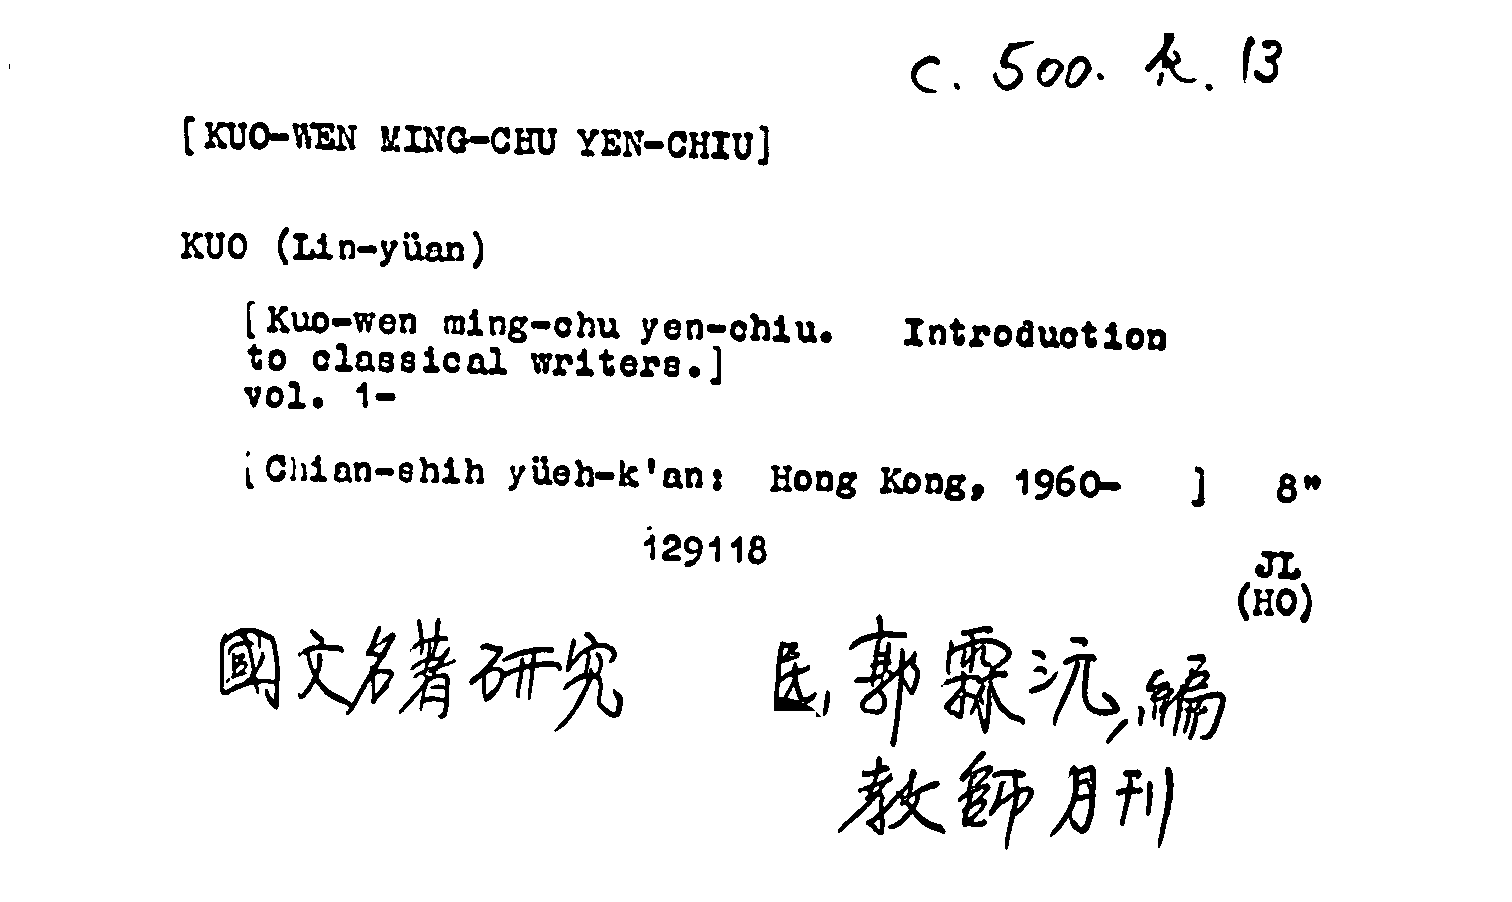 C. 500. k. 13
[KUO-WEN MING-CHU YEN-CHIU]
KUO (Lin-yüan)
[Kuo-wen ming-chu yen-chiu. Introduction
to classical writers.]
vol. 1-
[Chian-shih yüeh-k'an: Hong Kong, 1960- ] 8"
129118
JL
(HO)
國文名著研究 民, 郭霖沅, 編
教師月刊